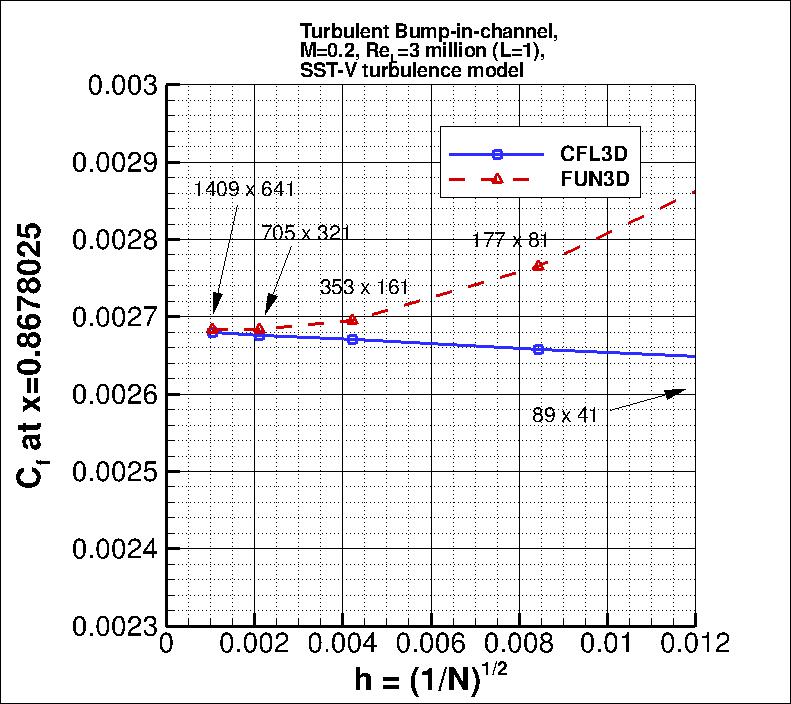 Turbulent Bump-in-channel,
M=0.2, Re_L=3 million (L=1),
SST-V turbulence model
0.003
0.0029
0.0028
0.0027
0.0026
0.0025
0.0024
0.0023
C_f at x=0.8678025
CFL3D
FUN3D
1409 x 641
705 x 321
353 x 161
177 x 81
89 x 41
0 0.002 0.004 0.006 0.008 0.01 0.012
h = (1/N)^1/2